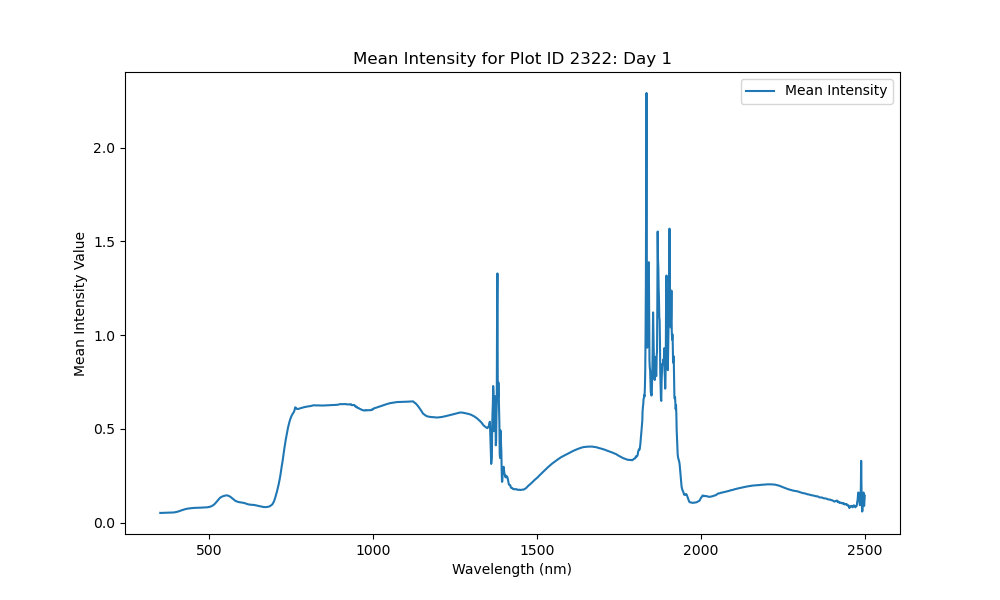 Mean Intensity for Plot ID 2322: Day 1
Mean Intensity
Mean Intensity Value
2.0
1.5
1.0
0.5
0.0
500 1000 1500 2000 2500
Wavelength (nm)